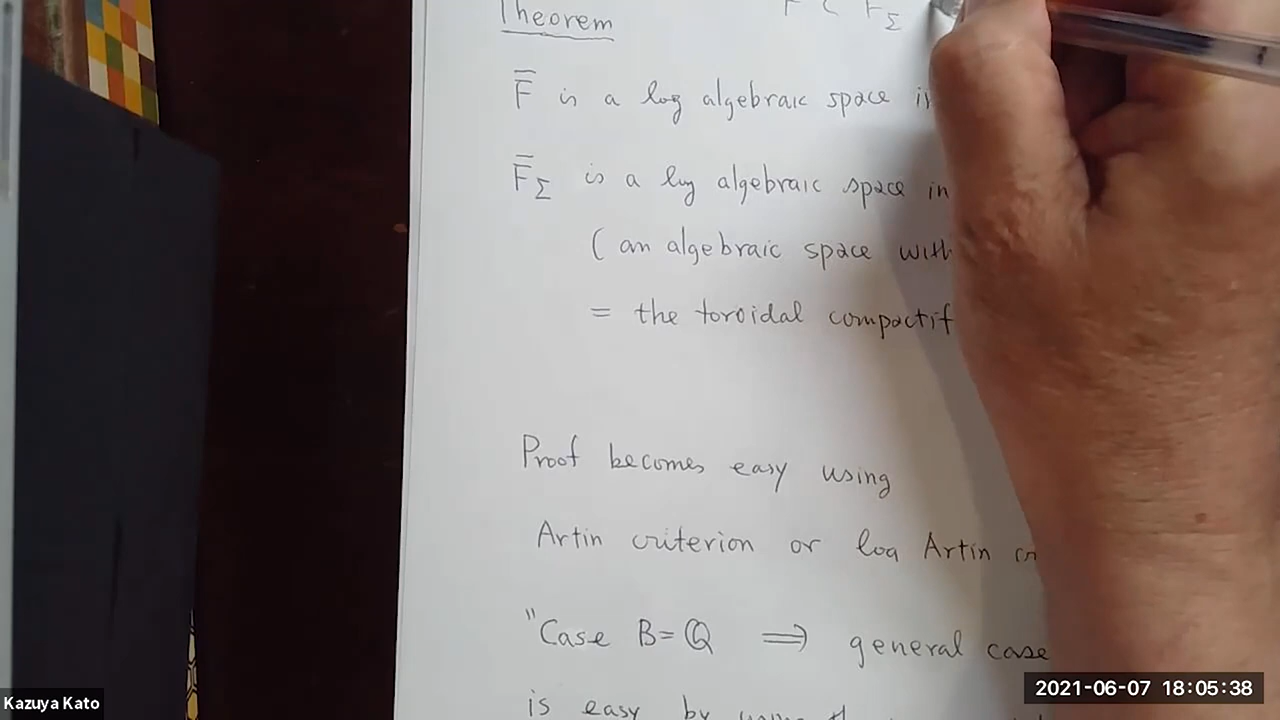 Theorem
F̅ is a log algebraic space
F̅_Σ is a log algebraic space in
( an algebraic space with
= the toroidal compactif
Proof becomes easy using
Artin criterion or log Artin
"Case B=ℚ ⟹ general case
is easy by using
Kazuya Kato
2021-06-07 18:05:38